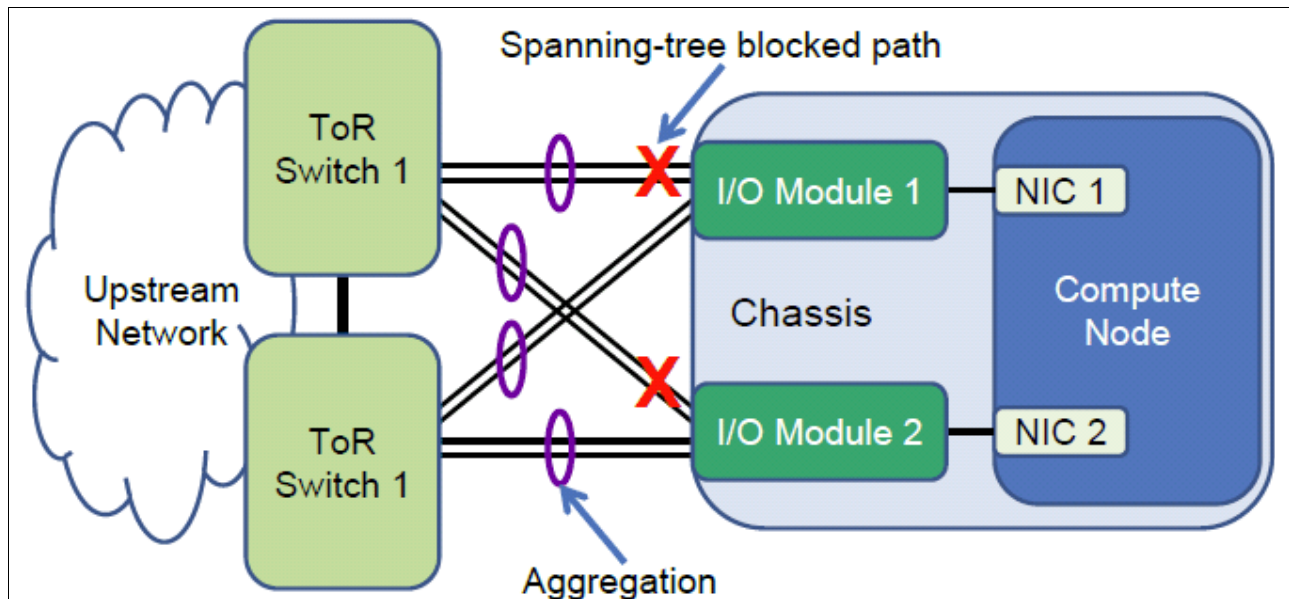 Spanning-tree blocked path
ToR
Switch 1
I/O Module 1
NIC 1
Upstream
Network
Chassis
Compute
Node
ToR
Switch 1
I/O Module 2
NIC 2
Aggregation